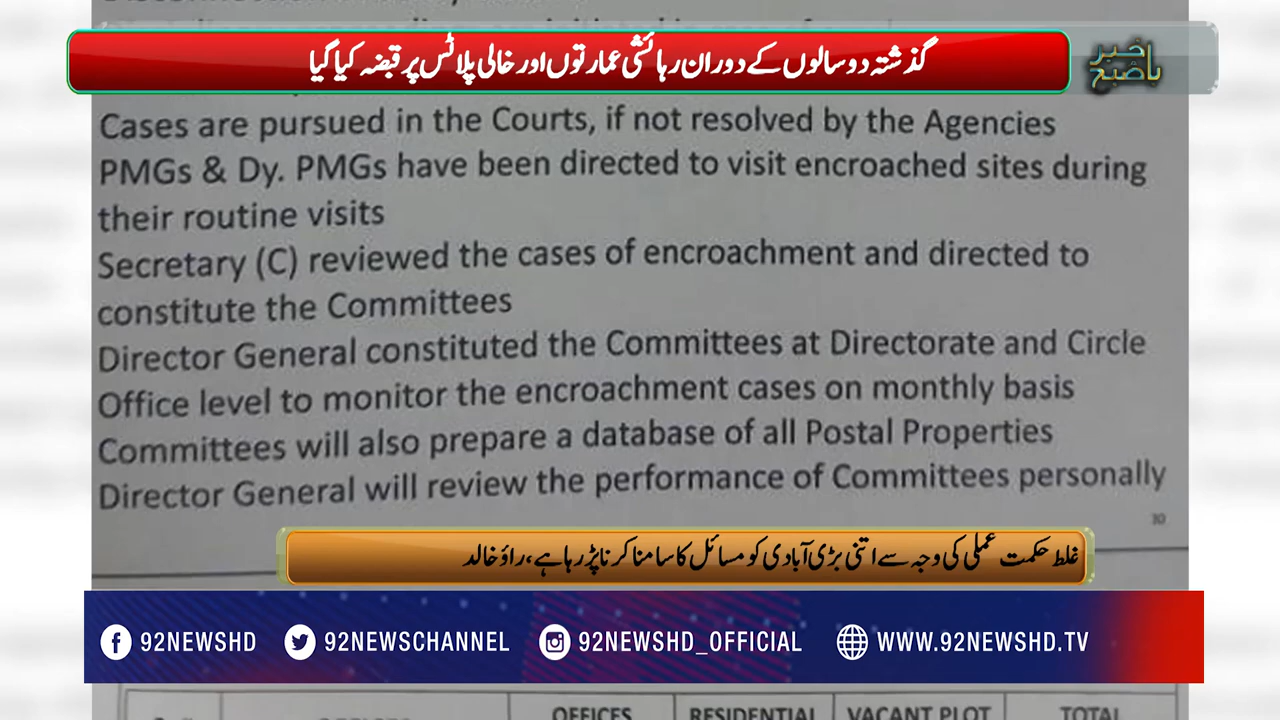 گذشتہ دو سالوں کے دوران رہائشی عمارتوں اور خالی پلاٹس پر قبضہ کیا گیا
باخبر صبح
Cases are pursued in the Courts, if not resolved by the Agencies
PMGs & Dy. PMGs have been directed to visit encroached sites during
their routine visits
Secretary (C) reviewed the cases of encroachment and directed to
constitute the Committees
Director General constituted the Committees at Directorate and Circle
Office level to monitor the encroachment cases on monthly basis
Committees will also prepare a database of all Postal Properties
Director General will review the performance of Committees personally
10
غلط حکمت عملی کی وجہ سے اتنی بڑی آبادی کو مسائل کا سامنا کرنا پڑ رہا ہے، راؤ خالد
92NEWSHD 92NEWSCHANNEL 92NEWSHD_OFFICIAL WWW.92NEWSHD.TV
OFFICES RESIDENTIAL VACANT PLOT TOTAL